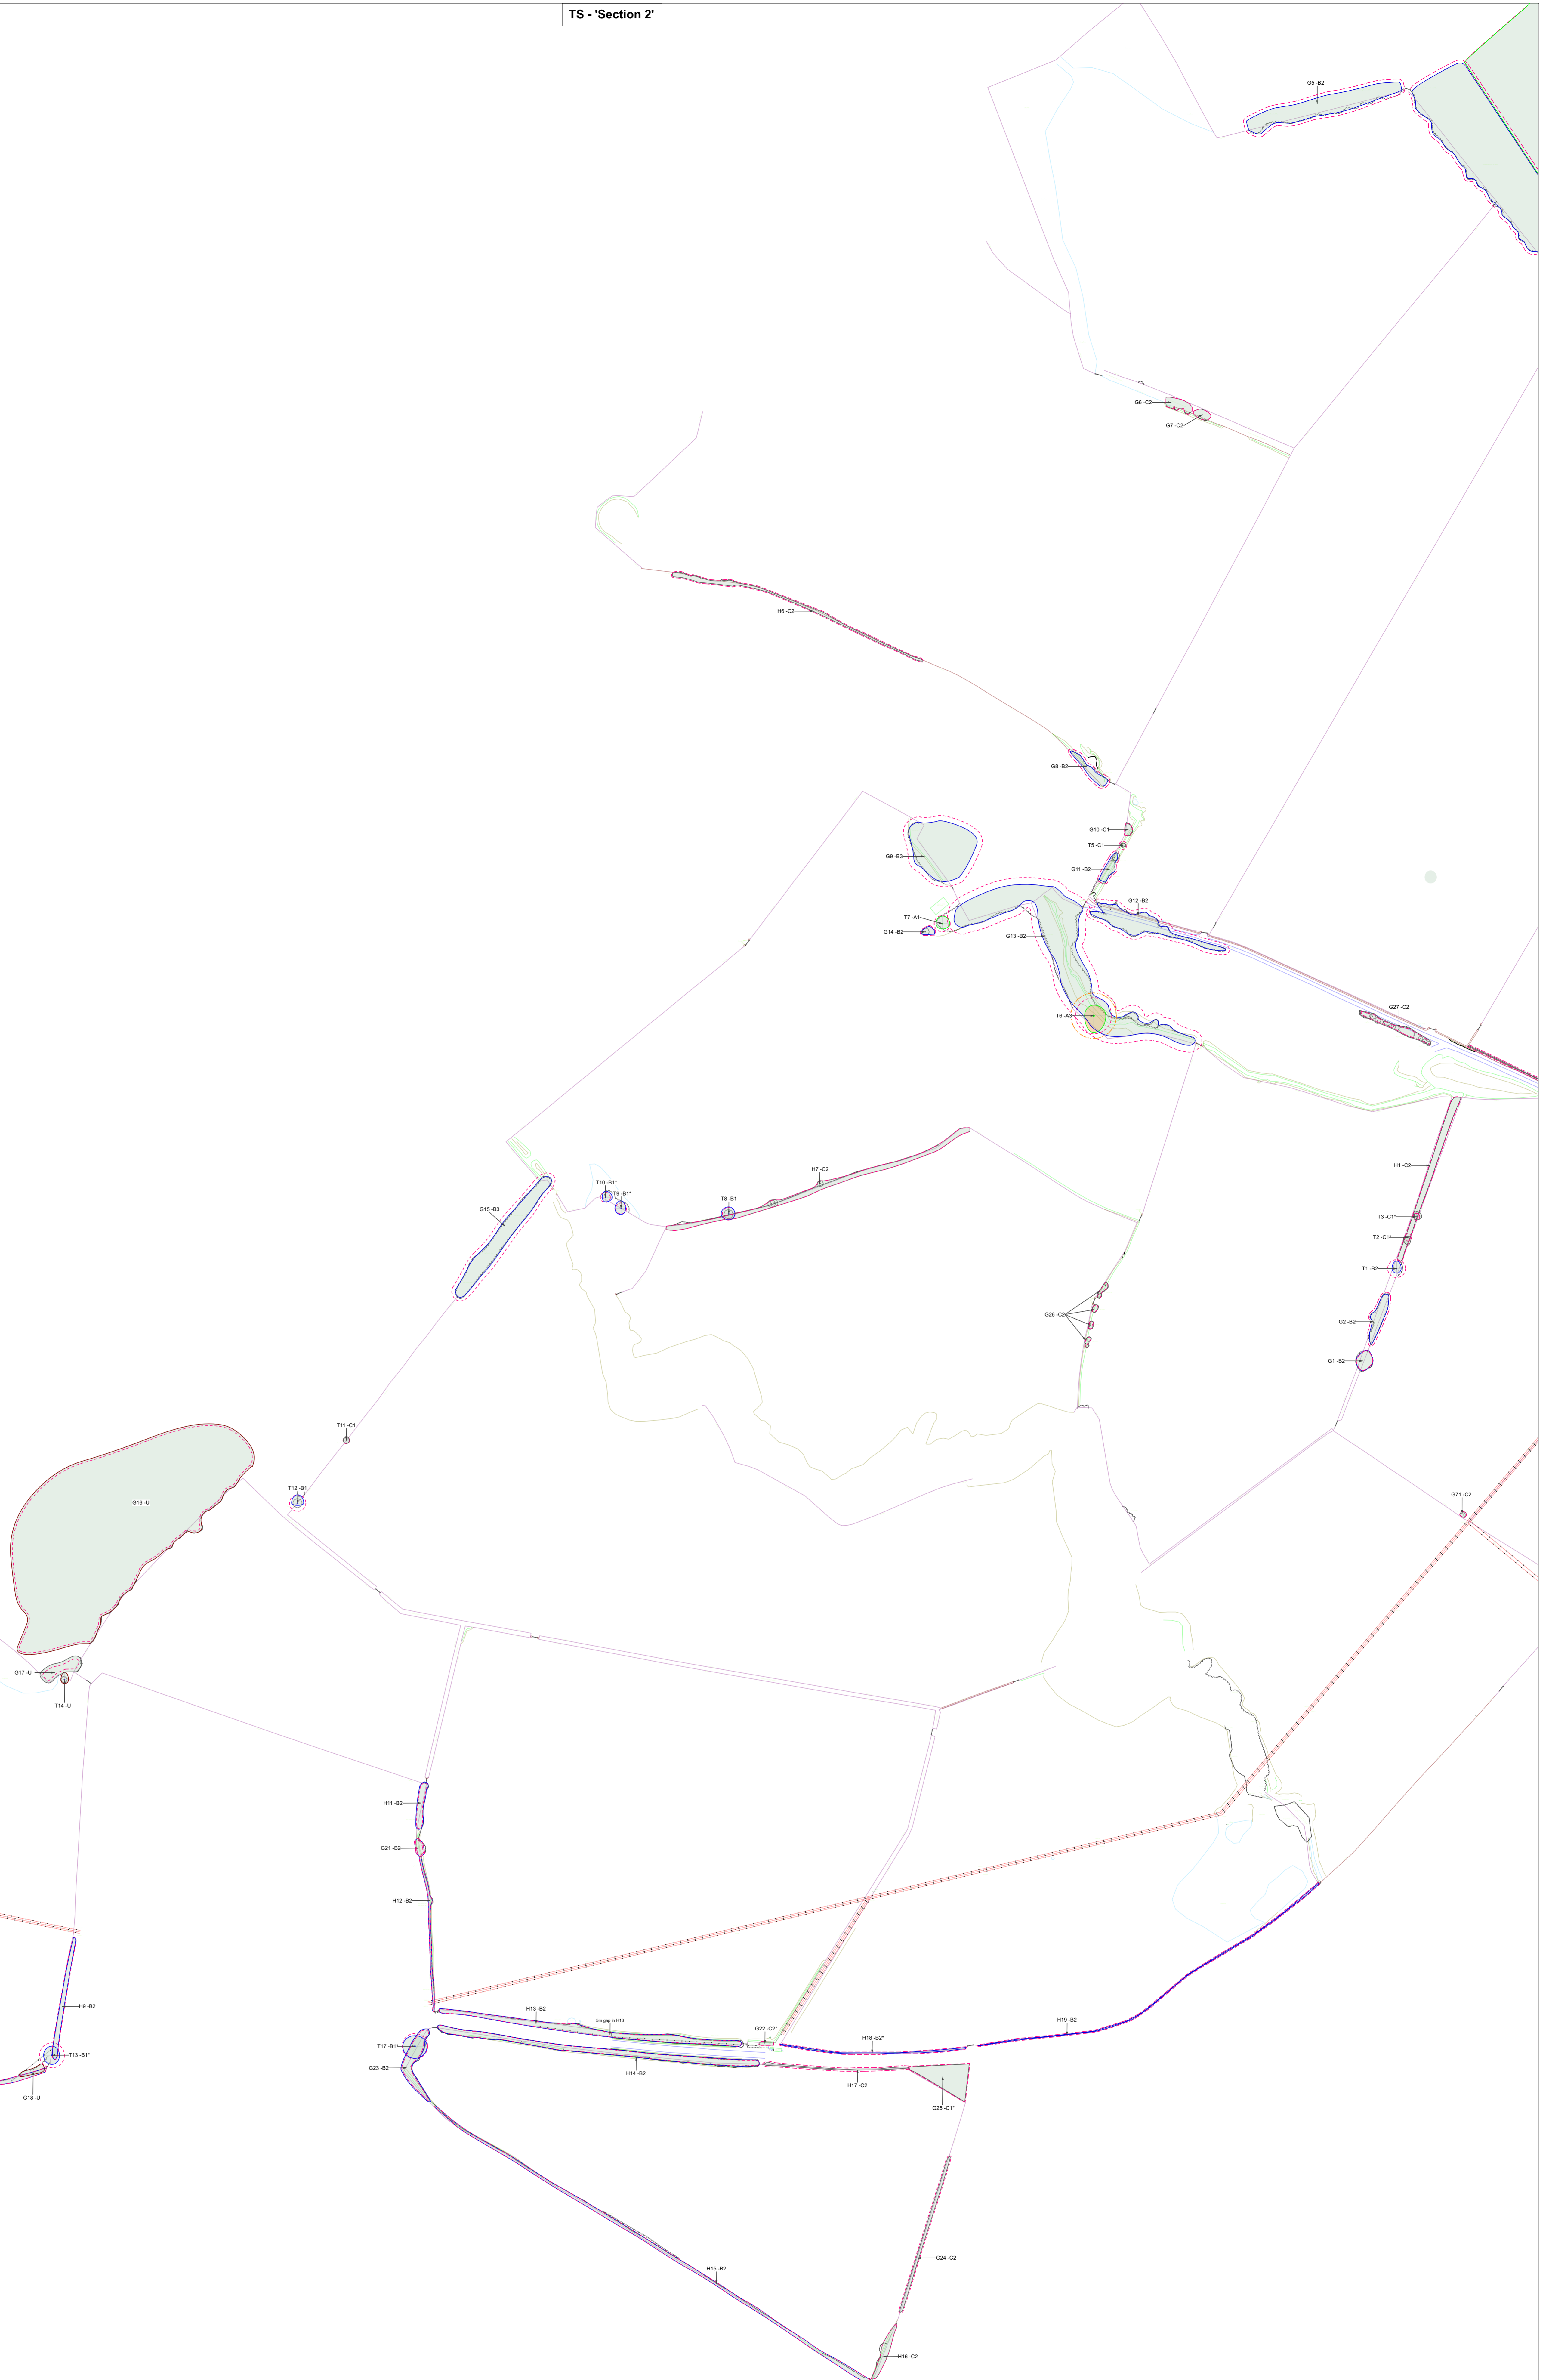 TS - 'Section 2'
G5 -B2
G6 -C2
G7 -C2
H6 -C2
G8 -B2
G10 -C1
T5 -C1
G9 -B3
G11 -B2
G12 -B2
T7 -A1
G14 -B2
G13 -B2
G27 -C2
T6 -A3
H1 -C2
H7 -C2
T10 -B1*
T9 -B1*
T8 -B1
G15 -B3
T3 -C1*
T2 -C1*
T1 -B2
G26 -C2
G2 -B2
G1 -B2
T11 -C1
T12 -B1
G71 -C2
G16 -U
G17 -U
T14 -U
H11 -B2
G21 -B2
H12 -B2
H9 -B2
H13 -B2
5m gap in H13
G22 -C2*
H19 -B2
H18 -B2*
T17 -B1*
T13 -B1*
G23 -B2
H14 -B2
H17 -C2
G18 -U
G25 -C1*
G24 -C2
H15 -B2
H16 -C2